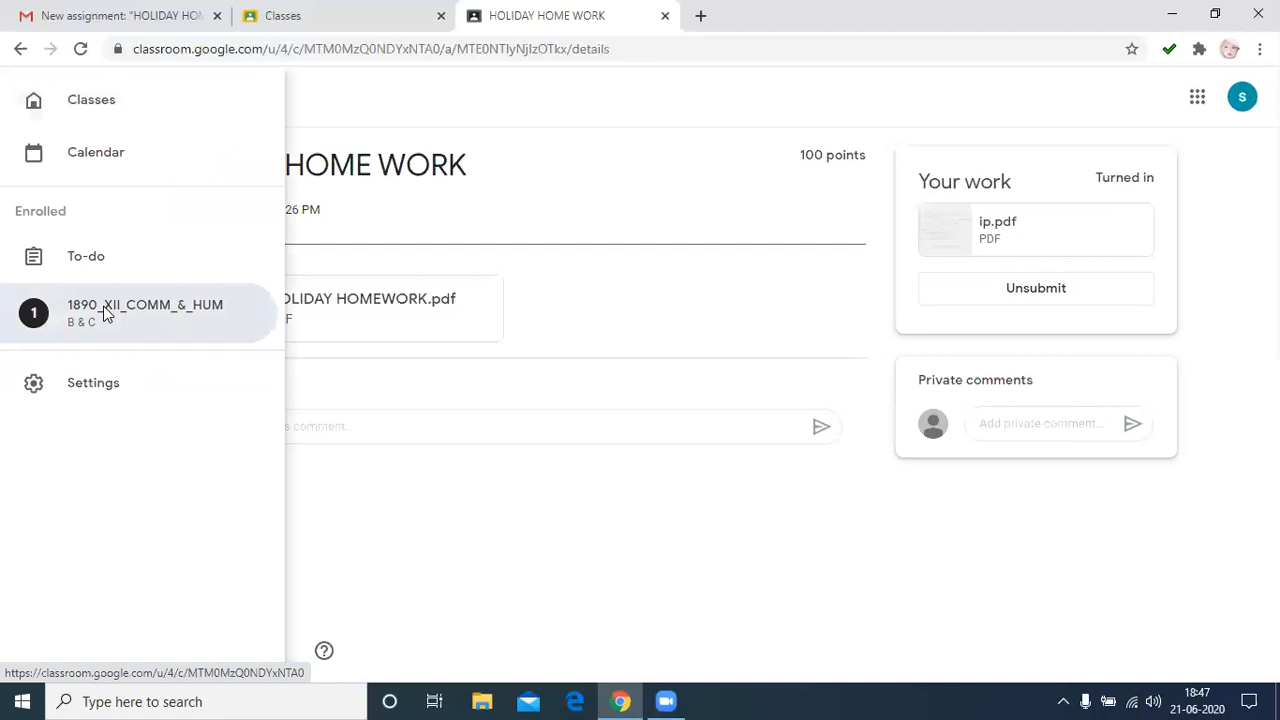 New assignment: "HOLIDAY HO
Classes
HOLIDAY HOME WORK
classroom.google.com/u/4/c/MTM0MzQ0NDYxNTA0/a/MTE0NTIyNjIzOTkx/details
Classes
Calendar
Enrolled
To-do
1 1890_XII_COMM_&_HUM
B & C
Settings
HOME WORK
100 points
26 PM
OLIDAY HOMEWORK.pdf
F
s comment...
S
Your work
Turned in
ip.pdf
PDF
Unsubmit
Private comments
Add private comment...
https://classroom.google.com/u/4/c/MTM0MzQ0NDYxNTA0
Type here to search
18:47
21-06-2020